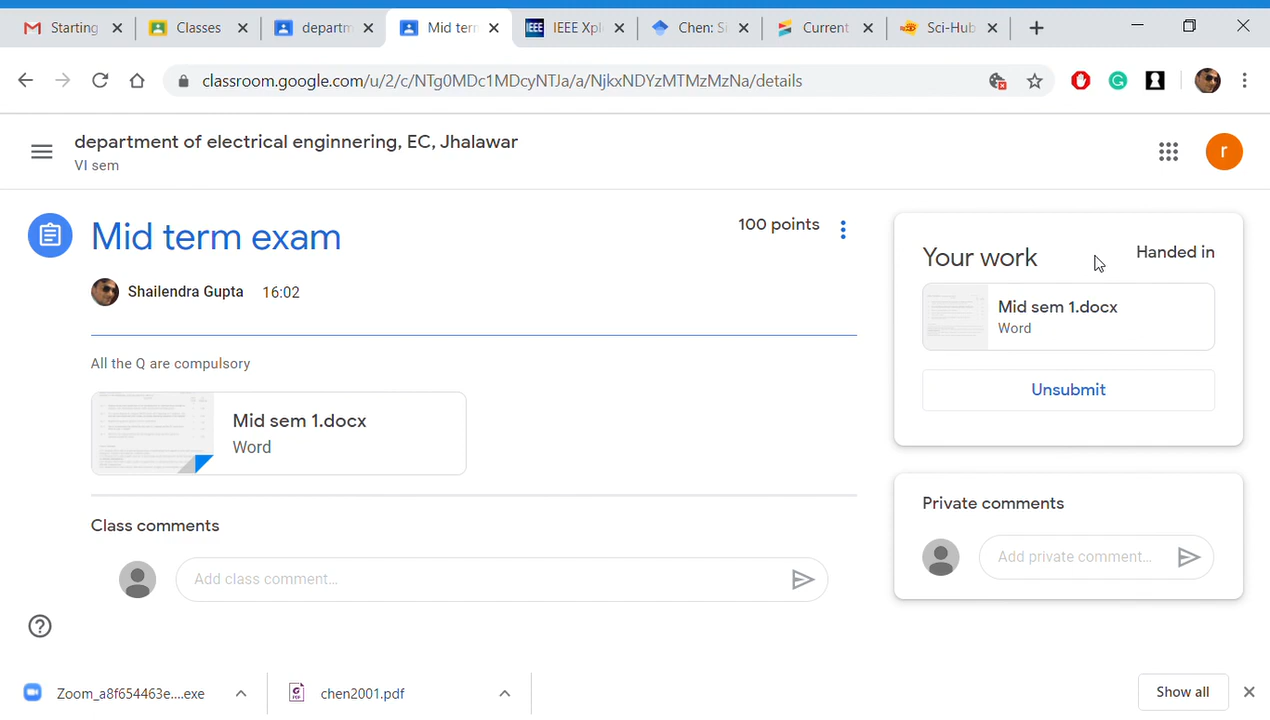 Starting
Classes
departm
Mid term
IEEE
IEEE Xpl
Chen: S
Current
Sci-Hub
classroom.google.com/u/2/c/NTg0MDc1MDcyNTJa/a/NjkxNDYzMTMzMzNa/details
department of electrical enginnering, EC, Jhalawar
VI sem
r
Mid term exam
100 points
Shailendra Gupta 16:02
All the Q are compulsory
Mid sem 1.docx
Word
Class comments
Add class comment...
Your work
Handed in
Mid sem 1.docx
Word
Unsubmit
Private comments
Add private comment...
Zoom_a8f654463e....exe
chen2001.pdf
Show all